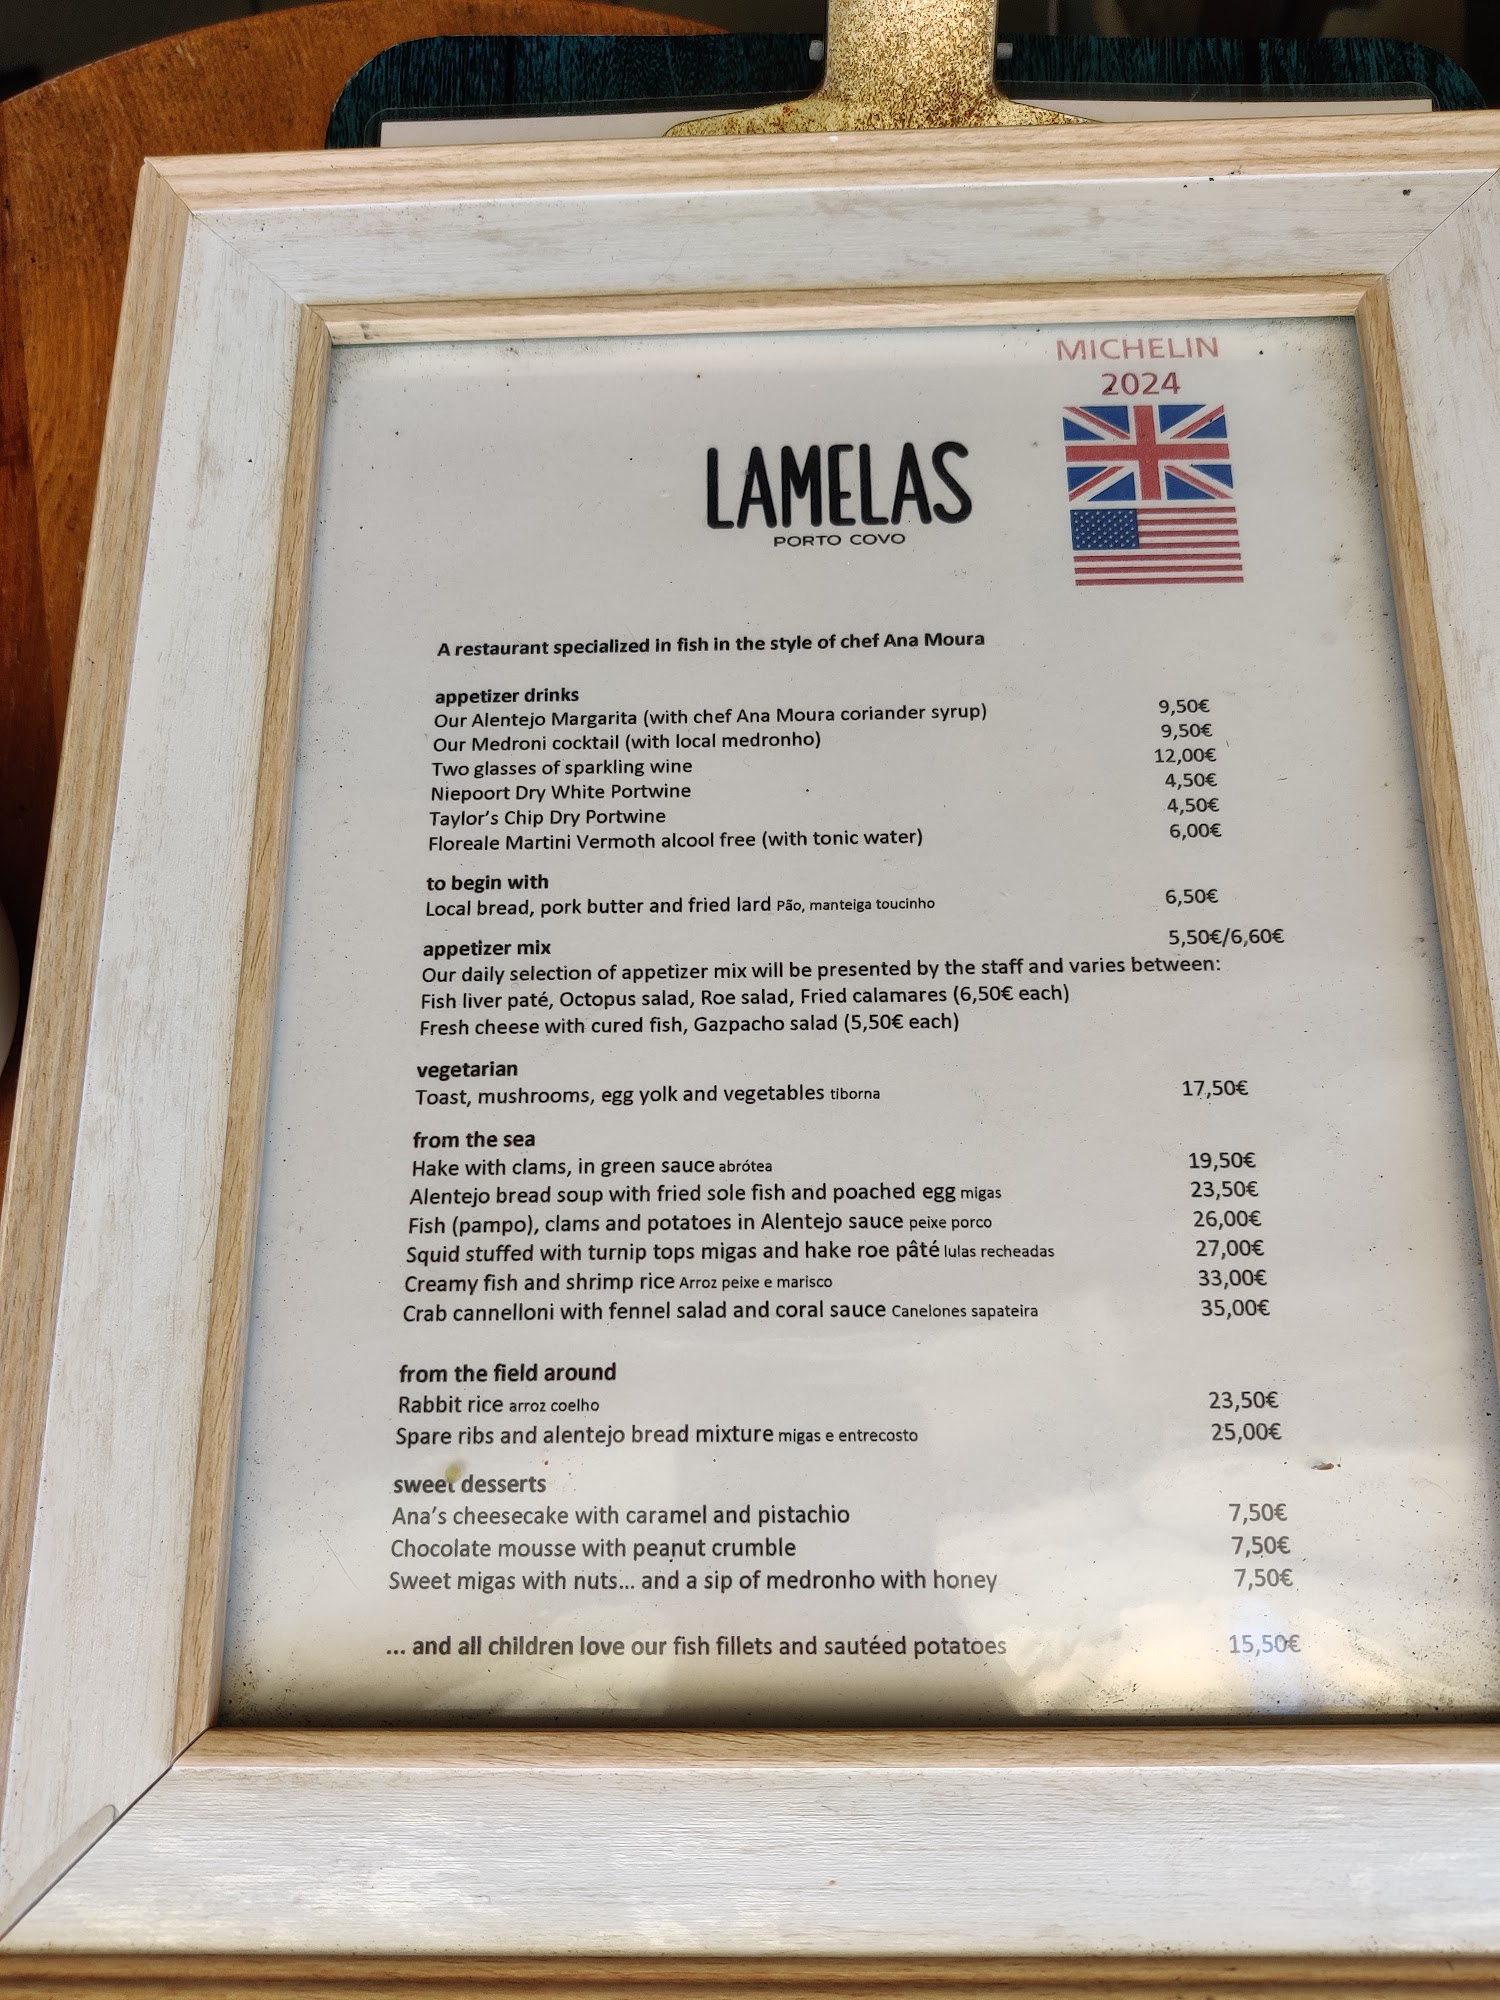 MICHELIN
2024
LAMELAS
PORTO COVO
A restaurant specialized in fish in the style of chef Ana Moura
appetizer drinks
Our Alentejo Margarita (with chef Ana Moura coriander syrup) 9,50€
Our Medroni cocktail (with local medronho) 9,50€
Two glasses of sparkling wine 12,00€
Niepoort Dry White Portwine 4,50€
Taylor's Chip Dry Portwine 4,50€
Floreale Martini Vermoth alcool free (with tonic water) 6,00€
to begin with
Local bread, pork butter and fried lard Pão, manteiga toucinho 6,50€
appetizer mix 5,50€/6,60€
Our daily selection of appetizer mix will be presented by the staff and varies between:
Fish liver paté, Octopus salad, Roe salad, Fried calamares (6,50€ each)
Fresh cheese with cured fish, Gazpacho salad (5,50€ each)
vegetarian
Toast, mushrooms, egg yolk and vegetables tiborna 17,50€
from the sea
Hake with clams, in green sauce abrótea 19,50€
Alentejo bread soup with fried sole fish and poached egg migas 23,50€
Fish (pampo), clams and potatoes in Alentejo sauce peixe porco 26,00€
Squid stuffed with turnip tops migas and hake roe pâté lulas recheadas 27,00€
Creamy fish and shrimp rice Arroz peixe e marisco 33,00€
Crab cannelloni with fennel salad and coral sauce Canelones sapateira 35,00€
from the field around
Rabbit rice arroz coelho 23,50€
Spare ribs and alentejo bread mixture migas e entrecosto 25,00€
sweet desserts
Ana's cheesecake with caramel and pistachio 7,50€
Chocolate mousse with peanut crumble 7,50€
Sweet migas with nuts... and a sip of medronho with honey 7,50€
... and all children love our fish fillets and sautéed potatoes 15,50€